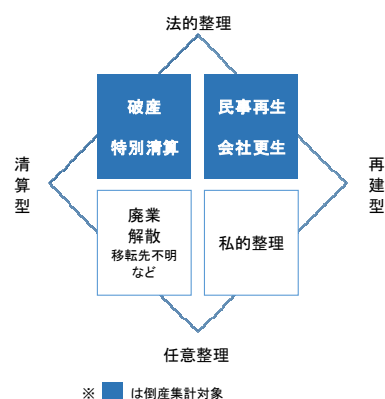 法的整理
破産
特別清算
民事再生
会社更生
清算型
再建型
廃業
解散
移転先不明
など
私的整理
任意整理
※ は倒産集計対象